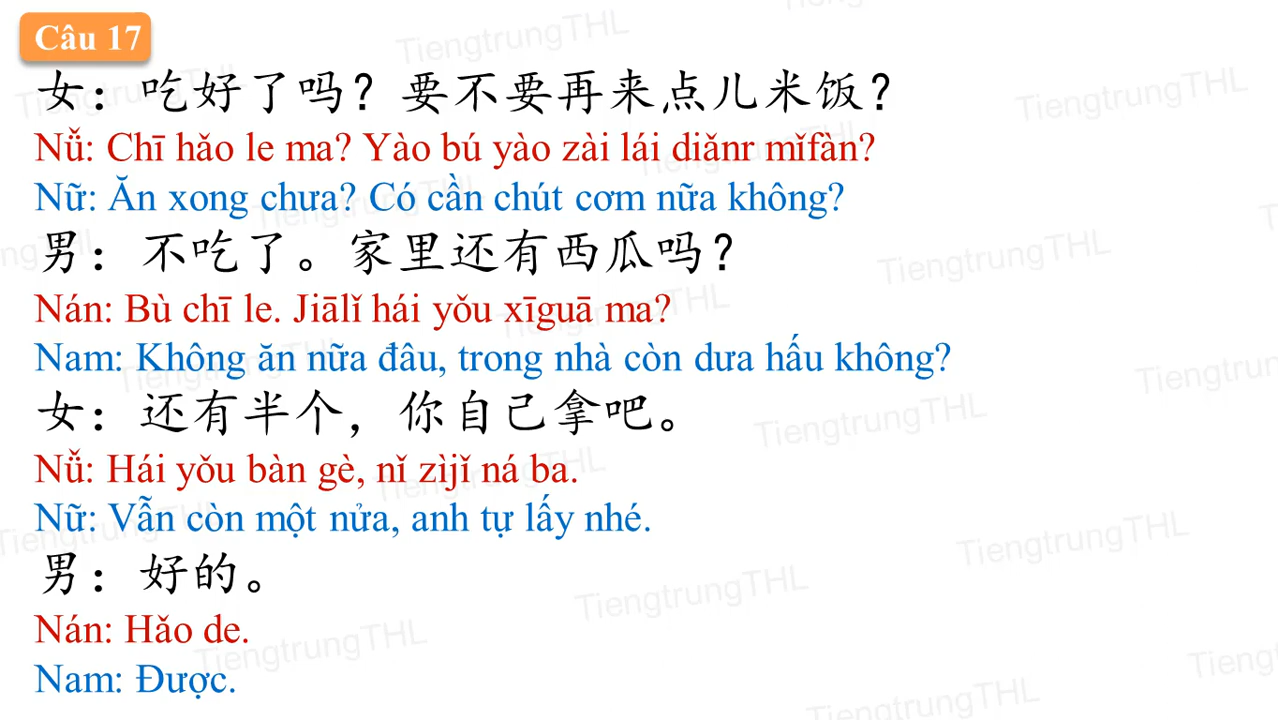 Câu 17
女：吃好了吗？要不要再来点儿米饭？
Nǚ: Chī hǎo le ma? Yào bú yào zài lái diǎnr mǐfàn?
Nữ: Ăn xong chưa? Có cần chút cơm nữa không?
男：不吃了。家里还有西瓜吗？
Nán: Bù chī le. Jiālǐ hái yǒu xīguā ma?
Nam: Không ăn nữa đâu, trong nhà còn dưa hấu không?
女：还有半个，你自己拿吧。
Nǚ: Hái yǒu bàn gè, nǐ zìjǐ ná ba.
Nữ: Vẫn còn một nửa, anh tự lấy nhé.
男：好的。
Nán: Hǎo de.
Nam: Được.
TiengtrungTHL